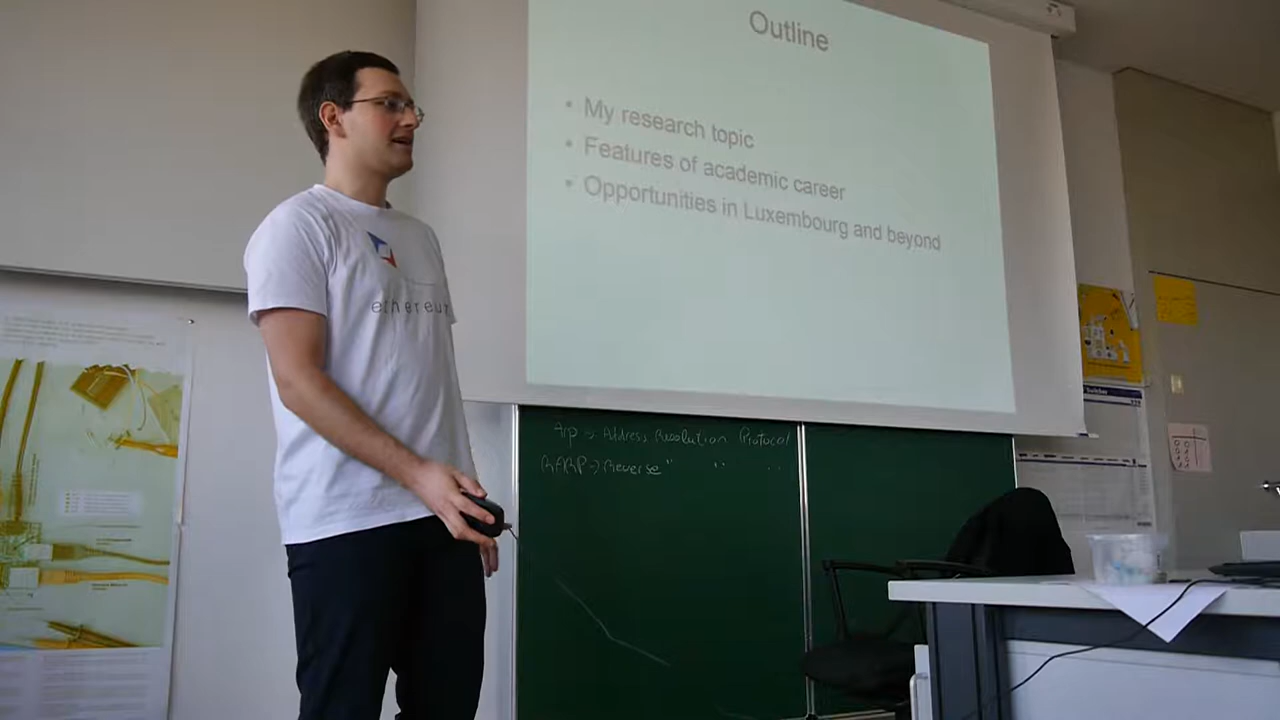 Outline
• My research topic
• Features of academic career
• Opportunities in Luxembourg and beyond
ethereum
Arp -> Address Resolution Protocol
RARP -> Reverse " " "